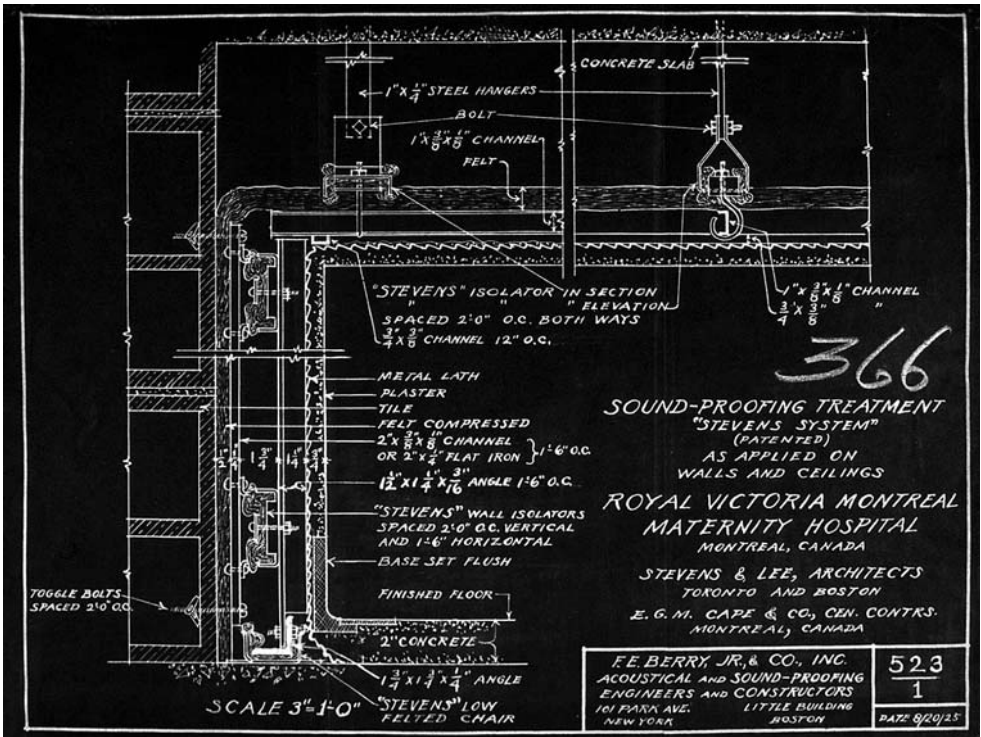 CONCRETE SLAB
1" x 1/4" STEEL HANGERS
BOLT
1" x 3/8" x 1/8" CHANNEL
FELT
"STEVENS" ISOLATOR IN SECTION
" " ELEVATION
SPACED 2'-0" O.C. BOTH WAYS
3/4" x 3/8" CHANNEL 12" O.C.
1" x 3/8" x 1/8" CHANNEL
3/4" x 3/8" "
METAL LATH
PLASTER
TILE
FELT COMPRESSED
2" x 3/8" x 1/8" CHANNEL
OR 2" x 1/4" FLAT IRON } 1'-6" O.C.
1 1/2" x 1 1/4" x 3/16" ANGLE 1'-6" O.C.
"STEVENS" WALL ISOLATORS
SPACED 2'-0" O.C. VERTICAL
AND 1'-6" HORIZONTAL
BASE SET FLUSH
TOGGLE BOLTS
SPACED 2'-0" O.C.
FINISHED FLOOR
2" CONCRETE
1 3/4" x 1 3/4" x 1/4" ANGLE
"STEVENS" LOW
FELTED CHAIR
SCALE 3"=1'-0"
366
SOUND-PROOFING TREATMENT
"STEVENS SYSTEM"
(PATENTED)
AS APPLIED ON
WALLS AND CEILINGS
ROYAL VICTORIA MONTREAL
MATERNITY HOSPITAL
MONTREAL, CANADA
STEVENS & LEE, ARCHITECTS
TORONTO AND BOSTON
E. G. M. CAPE & CO., GEN. CONTRS.
MONTREAL, CANADA
F. E. BERRY, JR., & CO., INC.
ACOUSTICAL AND SOUND-PROOFING
ENGINEERS AND CONSTRUCTORS
101 PARK AVE. LITTLE BUILDING
NEW YORK BOSTON
523
1
DATE 8/20/25